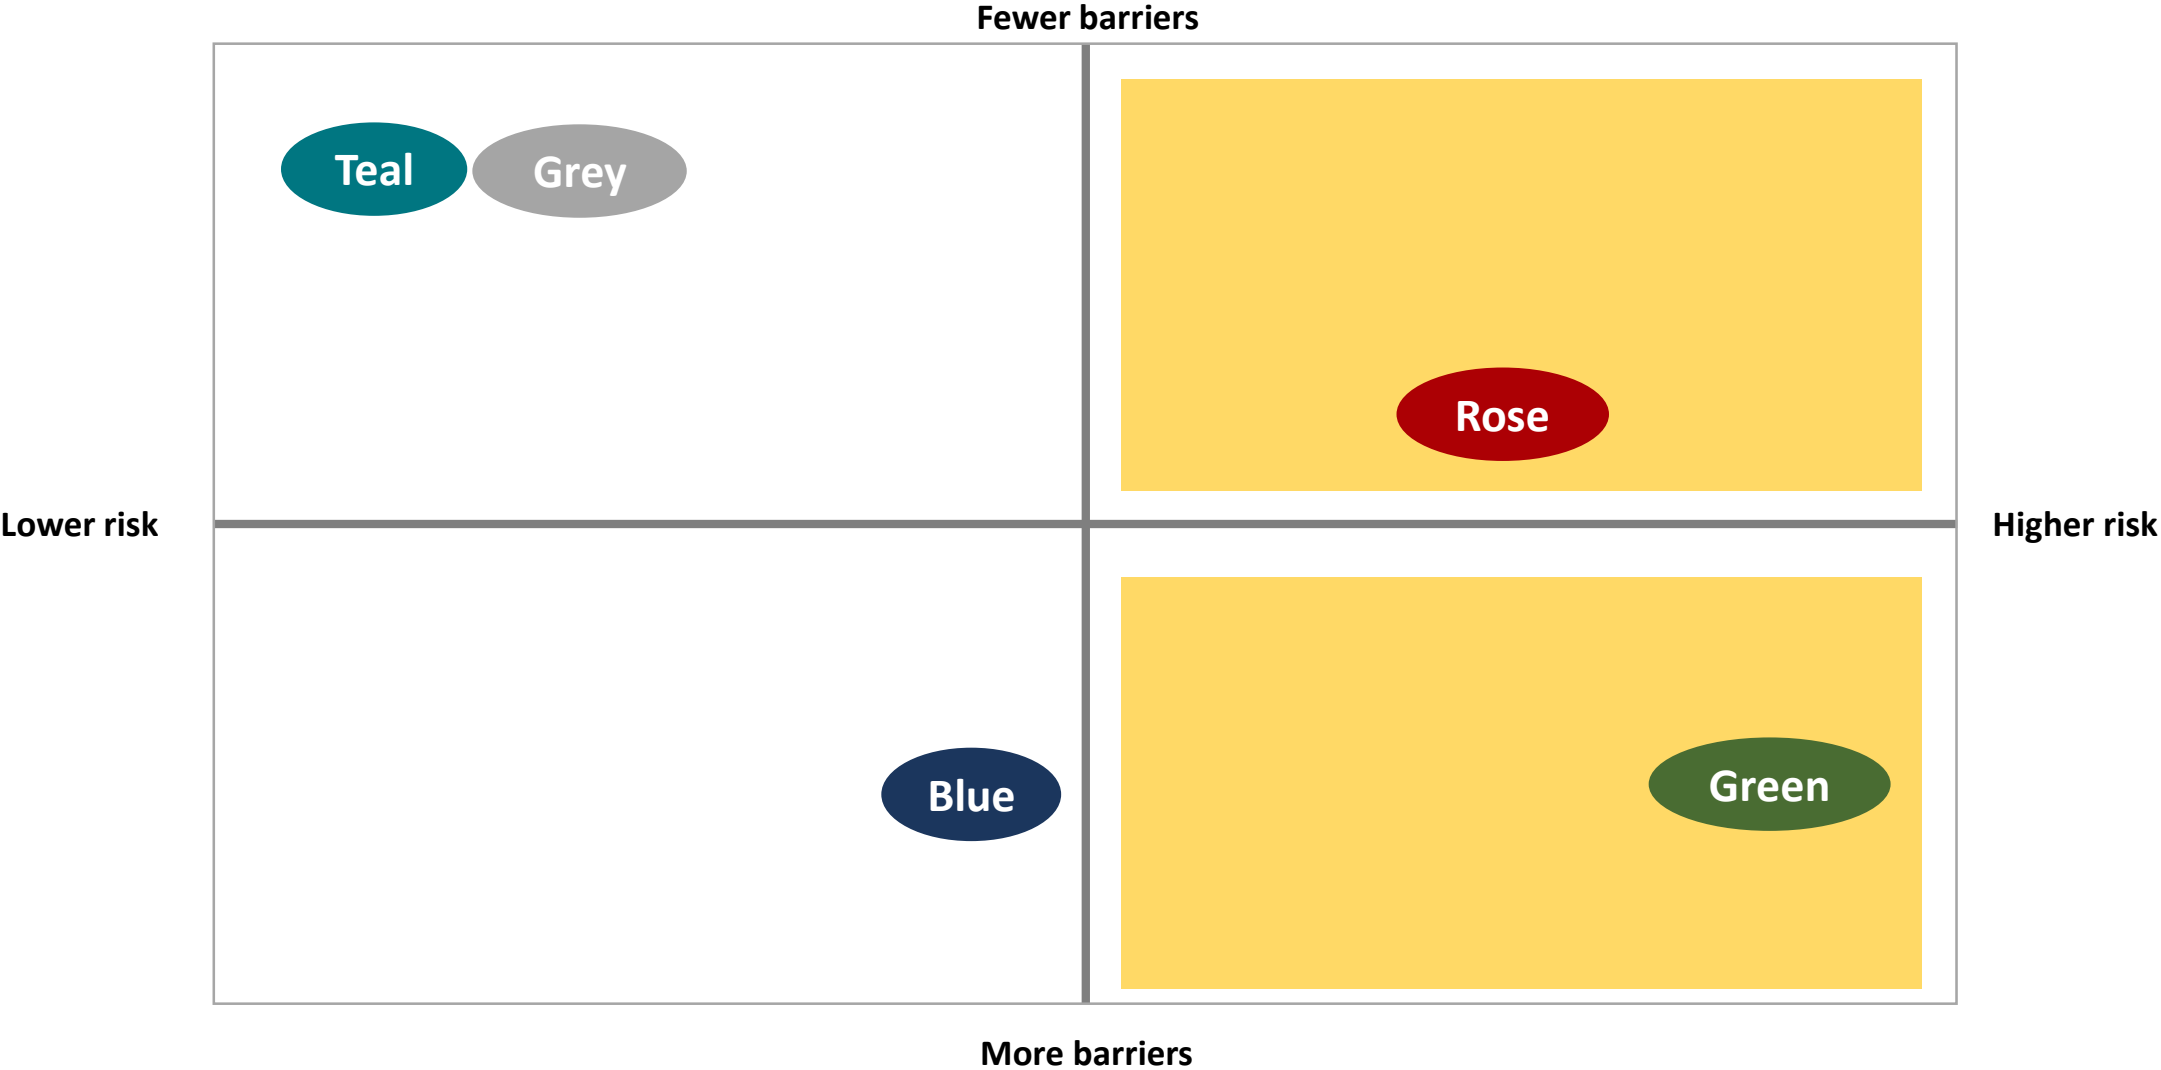 Fewer barriers
Teal
Grey
Rose
Lower risk
Higher risk
Blue
Green
More barriers